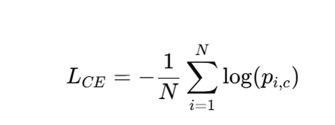 L_{CE} = -\frac{1}{N} \sum_{i=1}^{N} \log(p_{i,c})